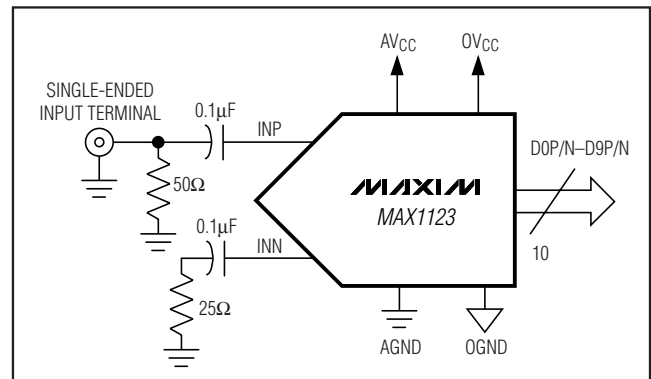 AVCC
OVCC
SINGLE-ENDED
INPUT TERMINAL
0.1µF
INP
D0P/N–D9P/N
50Ω
MAXIM
MAX1123
0.1µF
INN
10
25Ω
AGND
OGND